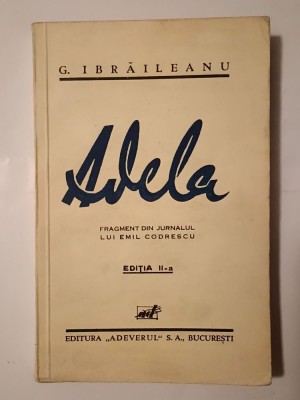 G. IBRĂILEANU
Adela
FRAGMENT DIN JURNALUL
LUI EMIL CODRESCU
EDIȚIA II-a
EDITURA „ADEVERUL" S. A., BUCUREȘTI